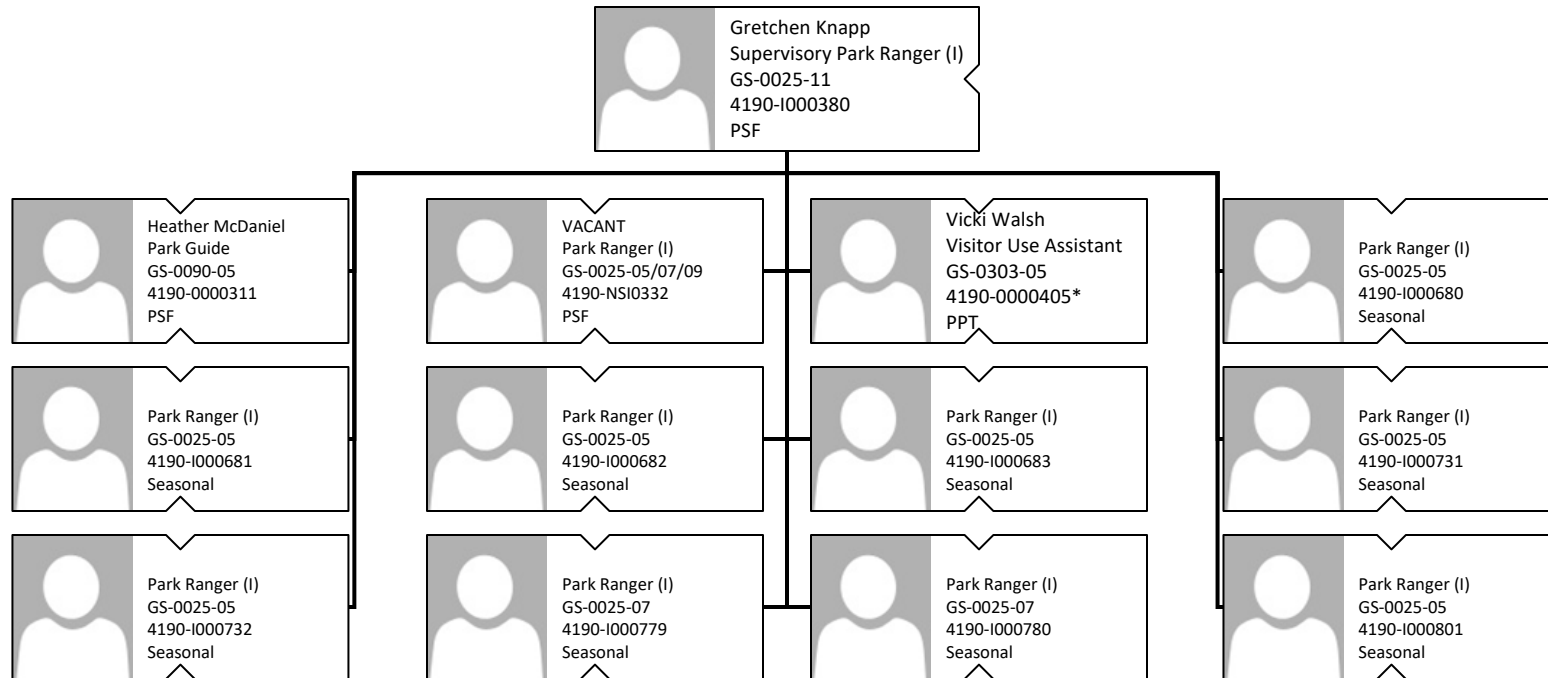 Gretchen Knapp
Supervisory Park Ranger (I)
GS-0025-11
4190-I000380
PSF
Heather McDaniel
Park Guide
GS-0090-05
4190-0000311
PSF
VACANT
Park Ranger (I)
GS-0025-05/07/09
4190-NSI0332
PSF
Vicki Walsh
Visitor Use Assistant
GS-0303-05
4190-0000405*
PPT
Park Ranger (I)
GS-0025-05
4190-I000680
Seasonal
Park Ranger (I)
GS-0025-05
4190-I000681
Seasonal
Park Ranger (I)
GS-0025-05
4190-I000682
Seasonal
Park Ranger (I)
GS-0025-05
4190-I000683
Seasonal
Park Ranger (I)
GS-0025-05
4190-I000731
Seasonal
Park Ranger (I)
GS-0025-05
4190-I000732
Seasonal
Park Ranger (I)
GS-0025-07
4190-I000779
Seasonal
Park Ranger (I)
GS-0025-07
4190-I000780
Seasonal
Park Ranger (I)
GS-0025-05
4190-I000801
Seasonal